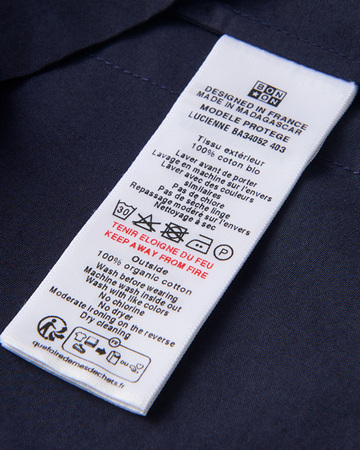 BON
TON
DESIGNED IN FRANCE
MADE IN MADAGASCAR
MODELE PROTEGE
LUCIENNE BA34052 403
Tissu extérieur
100% coton bio
Laver avant de porter
Lavage en machine sur l'envers
Laver avec des couleurs
similaires
Pas de chlore
Pas de sèche linge
Repassage modéré sur l'envers
Nettoyage à sec
30
P
TENIR ELOIGNE DU FEU
KEEP AWAY FROM FIRE
Outside
100% organic cotton
Wash before wearing
Machine wash inside out
Wash with like colors
No chlorine
No dryer
Moderate Ironing on the reverse
Dry cleaning
FR
ou
quefairedemesdechets.fr